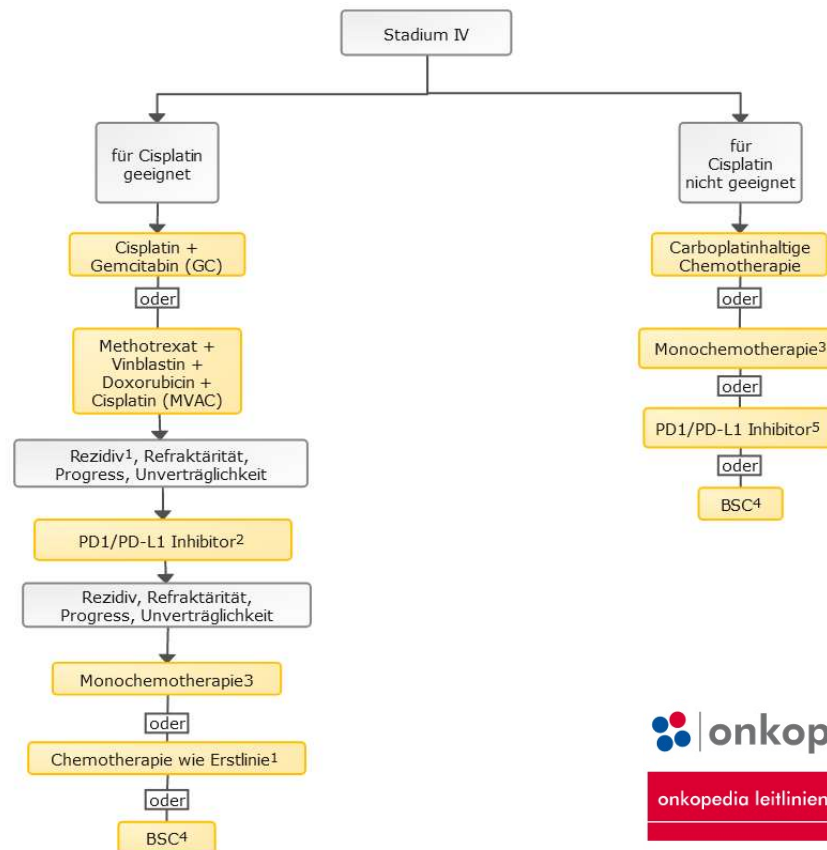 Stadium IV
für Cisplatin
geeignet
Cisplatin +
Gemcitabin (GC)
oder
Methotrexat +
Vinblastin +
Doxorubicin +
Cisplatin (MVAC)
Rezidiv¹, Refraktärität,
Progress, Unverträglichkeit
PD1/PD-L1 Inhibitor²
Rezidiv, Refraktärität,
Progress, Unverträglichkeit
Monochemotherapie3
oder
Chemotherapie wie Erstlinie¹
oder
BSC⁴
für
Cisplatin
nicht geeignet
Carboplatinhaltige
Chemotherapie
oder
Monochemotherapie³
oder
PD1/PD-L1 Inhibitor⁵
oder
BSC⁴
onkop
onkopedia leitlinien